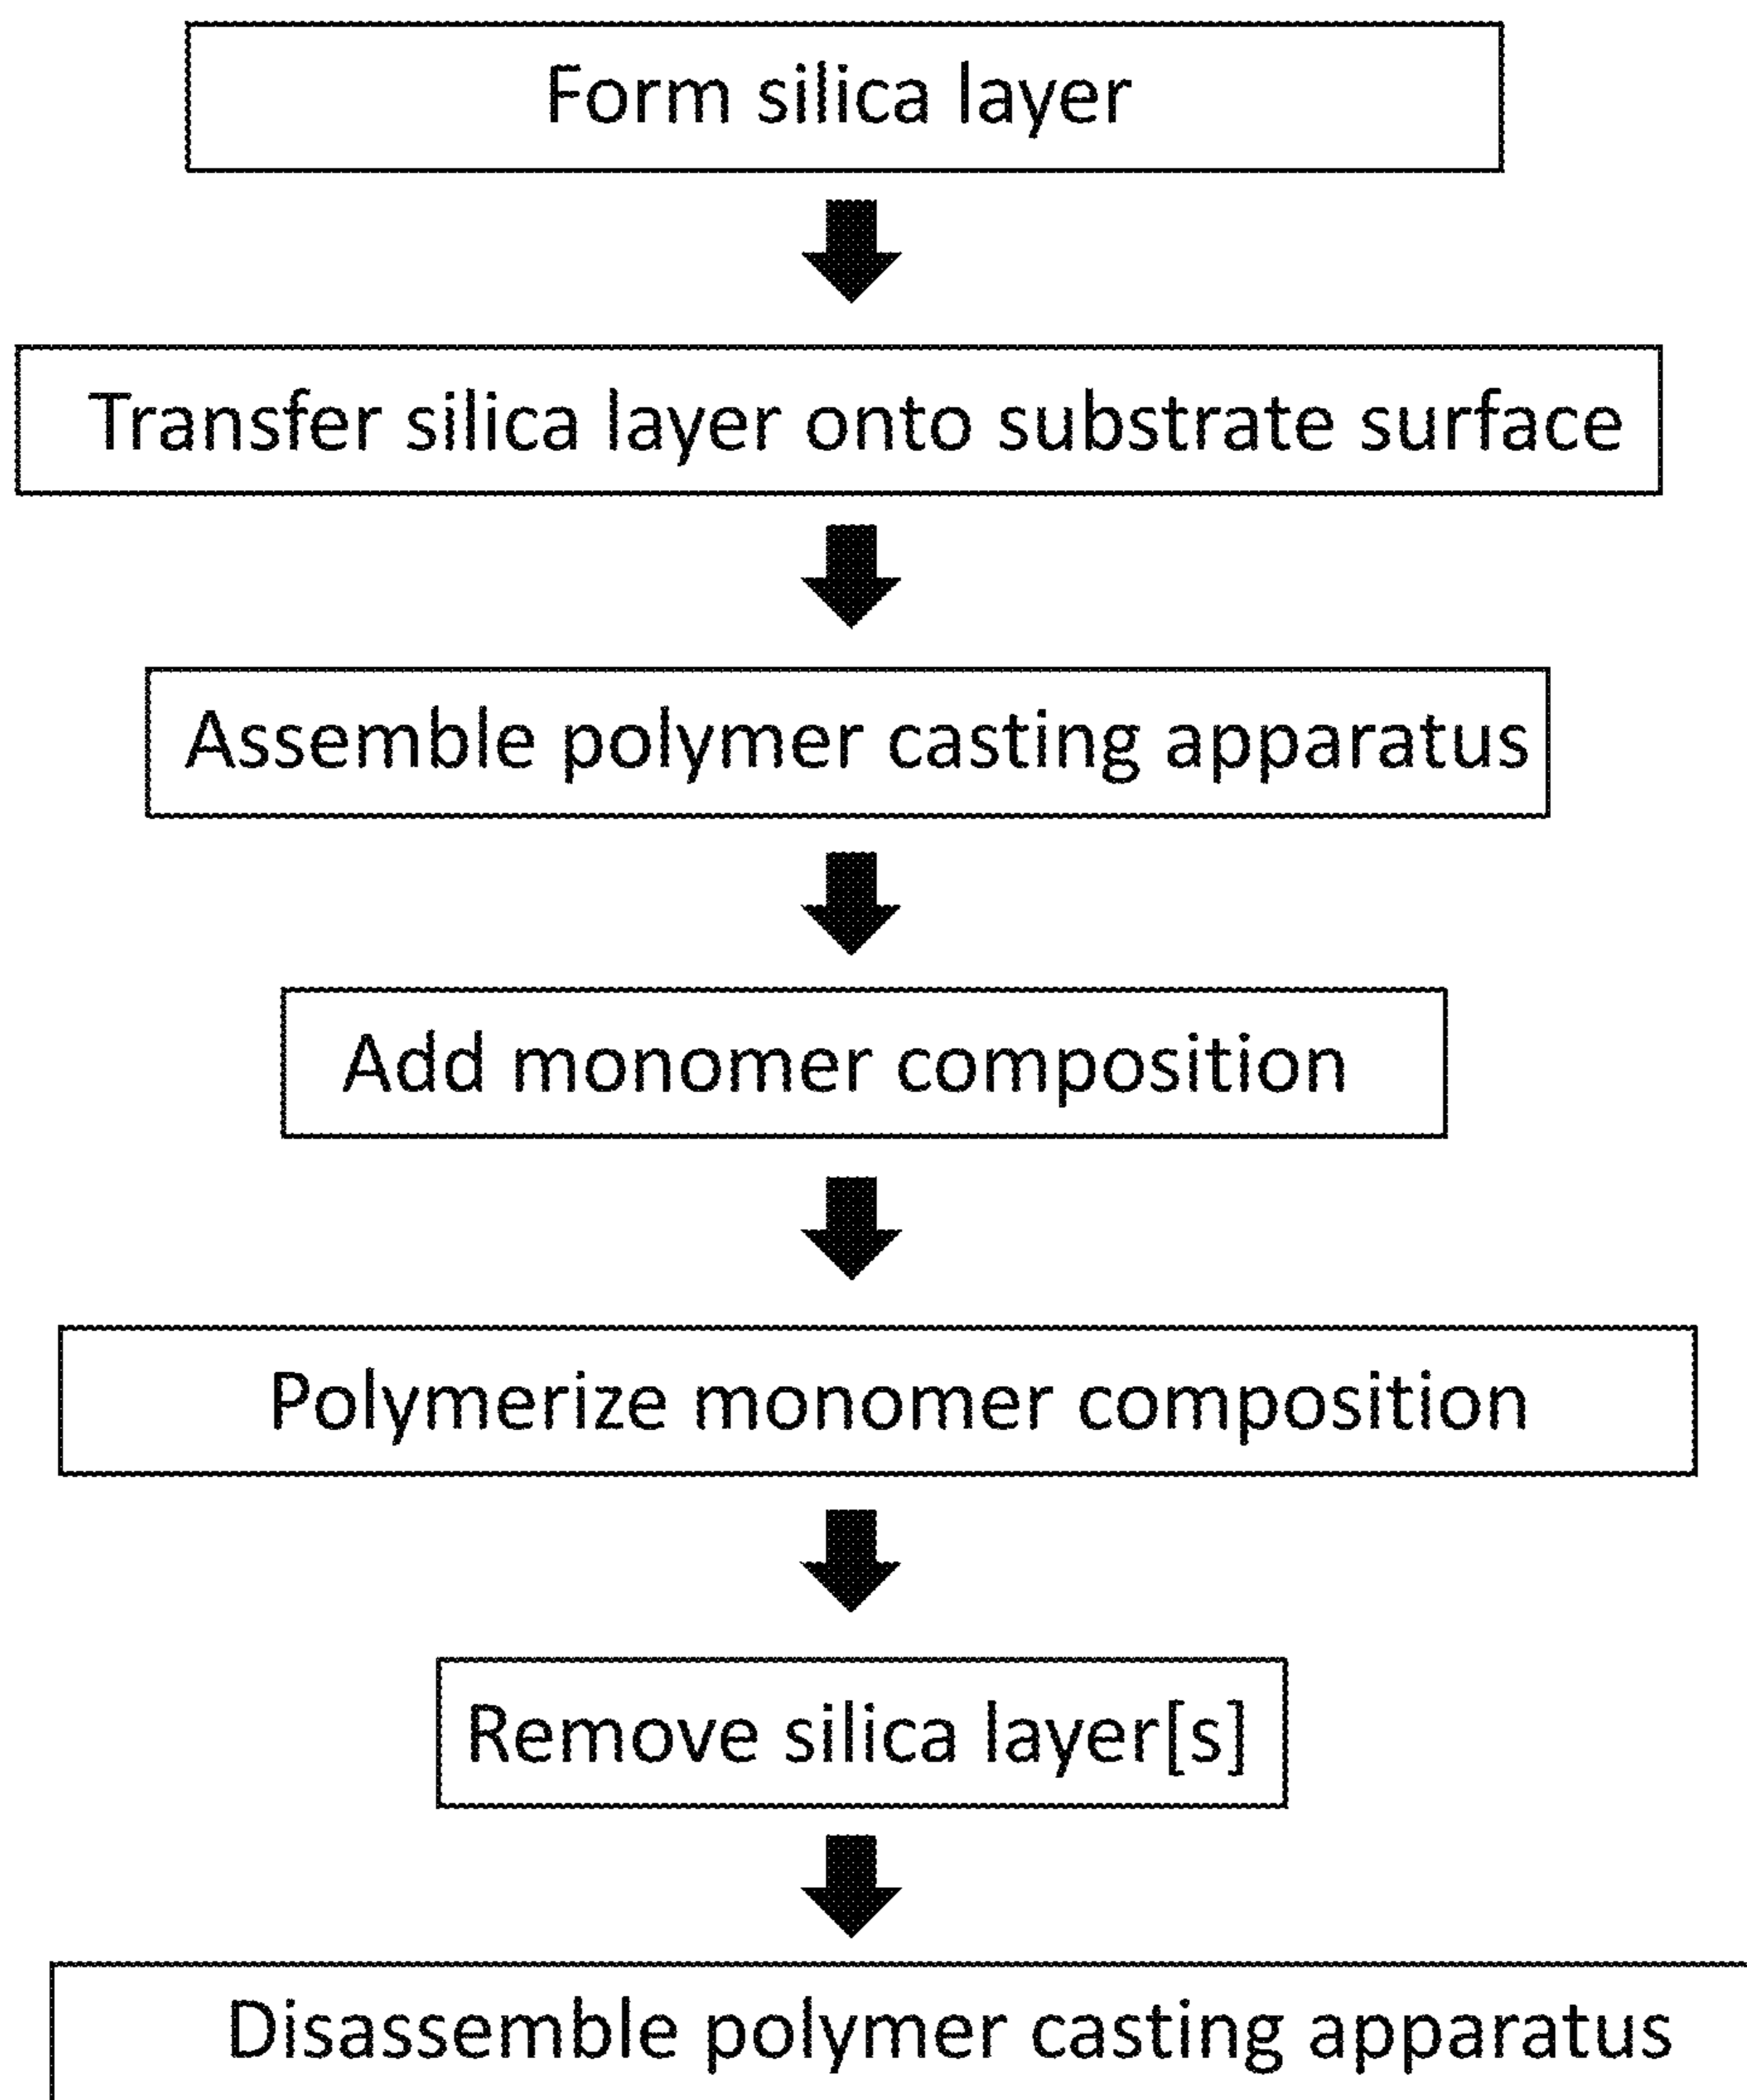 Form silica layer
Transfer silica layer onto substrate surface
Assemble polymer casting apparatus
Add monomer composition
Polymerize monomer composition
Remove silica layer[s]
Disassemble polymer casting apparatus